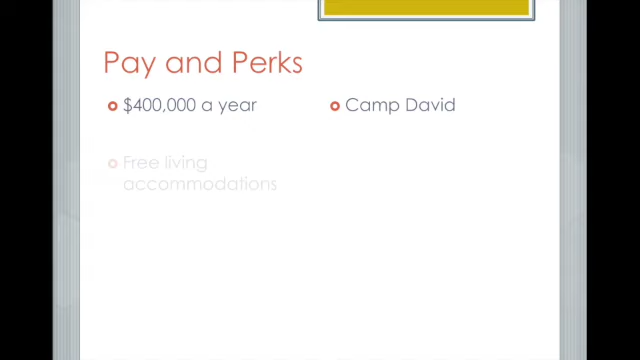 Pay and Perks
$400,000 a year
Free living
accommodations
Camp David